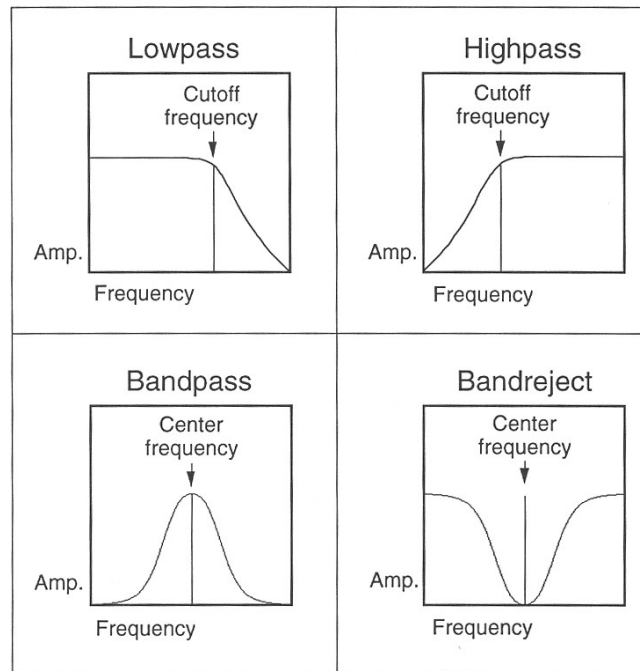 Lowpass
Cutoff
frequency
Amp.
Frequency
Highpass
Cutoff
frequency
Amp.
Frequency
Bandpass
Center
frequency
Amp.
Frequency
Bandreject
Center
frequency
Amp.
Frequency